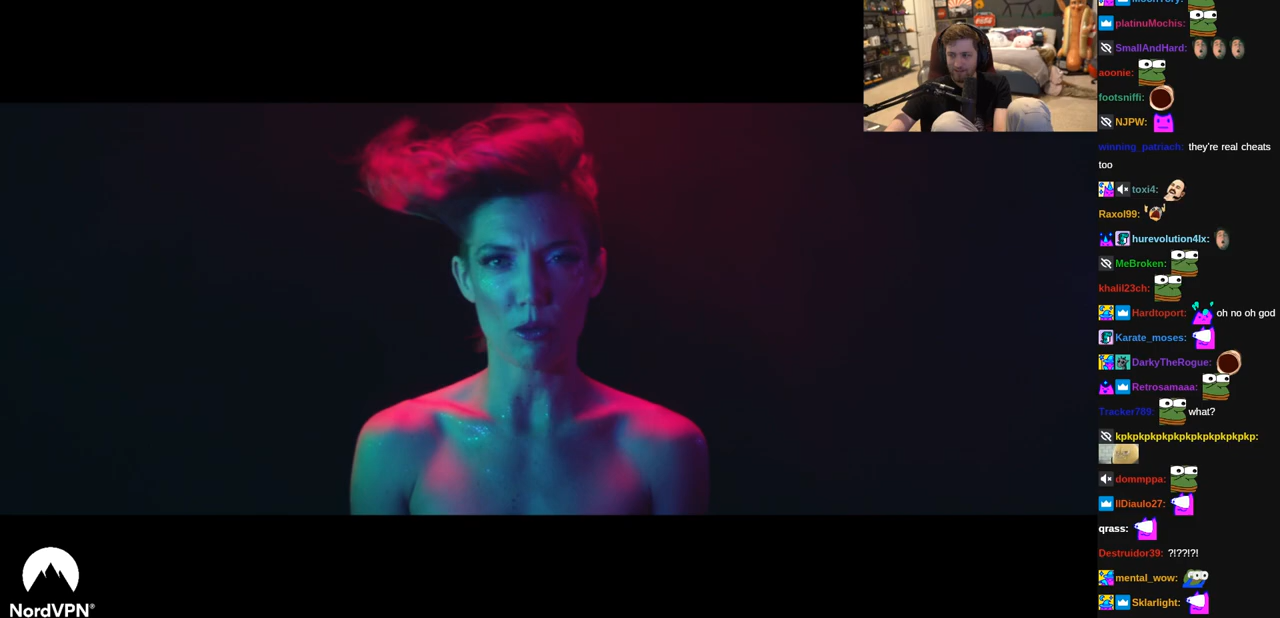 NordVPN®
platinuMochis:
SmallAndHard:
aoonie:
footsniffi:
NJPW:
winning_patriach: they're real cheats
too
toxi4:
Raxol99:
hurevolution4lx:
MeBroken:
khalil23ch:
Hardtoport: oh no oh god
Karate_moses:
DarkyTheRogue:
Retrosamaaa:
Tracker789: what?
kpkpkpkpkpkpkpkpkpkpkp:
dommppa:
IIDiaulo27:
qrass:
Destruidor39: ?!??!?!
mental_wow:
Sklarlight: